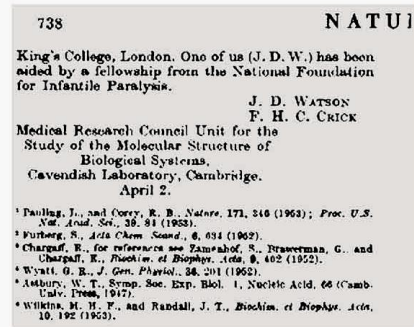 738 NATU
King's College, London. One of us (J. D. W.) has been
aided by a fellowship from the National Foundation
for Infantile Paralysis.
J. D. WATSON
F. H. C. CRICK
Medical Research Council Unit for the
Study of the Molecular Structure of
Biological Systems,
Cavendish Laboratory, Cambridge.
April 2.
¹ Pauling, L., and Corey, R. B., Nature, 171, 346 (1953); Proc. U.S.
Nat. Acad. Sci., 39, 84 (1953).
² Furberg, S., Acta Chem. Scand., 6, 634 (1952).
³ Chargaff, E., for references see Zamenhof, S., Brawerman, G., and
Chargaff, E., Biochim. et Biophys. Acta, 9, 402 (1952).
⁴ Wyatt, G. R., J. Gen. Physiol., 36, 201 (1952).
⁵ Astbury, W. T., Symp. Soc. Exp. Biol. 1, Nucleic Acid, 66 (Camb.
Univ. Press, 1947).
⁶ Wilkins, M. H. F., and Randall, J. T., Biochim. et Biophys. Acta,
10, 192 (1953).